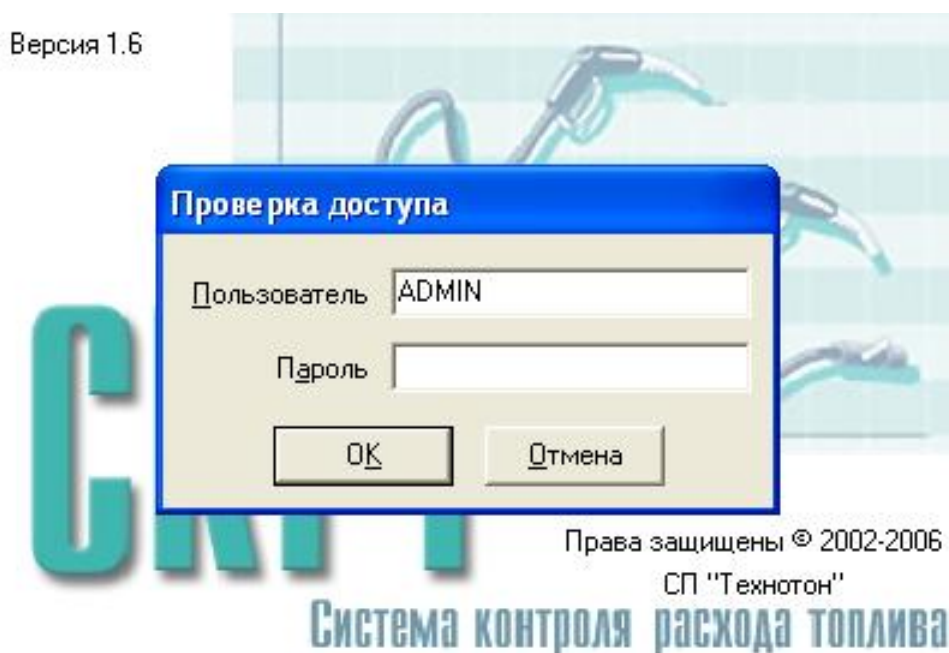 Версия 1.6
Проверка доступа
Пользователь
ADMIN
Пароль
OK
Отмена
Права защищены © 2002-2006
СП "Технотон"
Система контроля расхода топлива